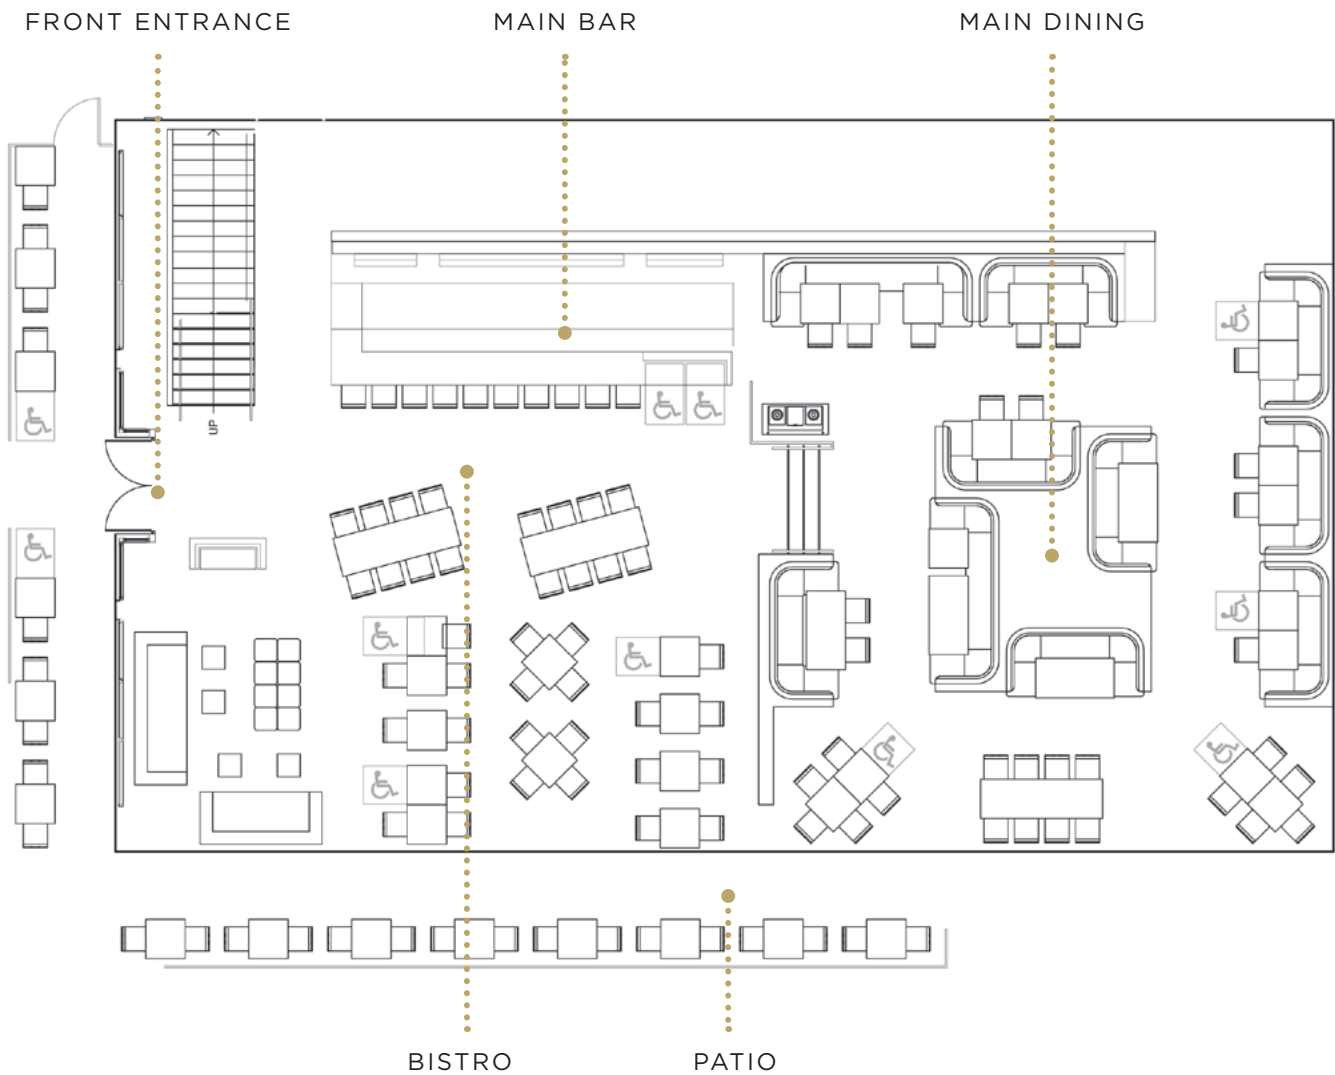 FRONT ENTRANCE
MAIN BAR
MAIN DINING
UP
BISTRO
PATIO